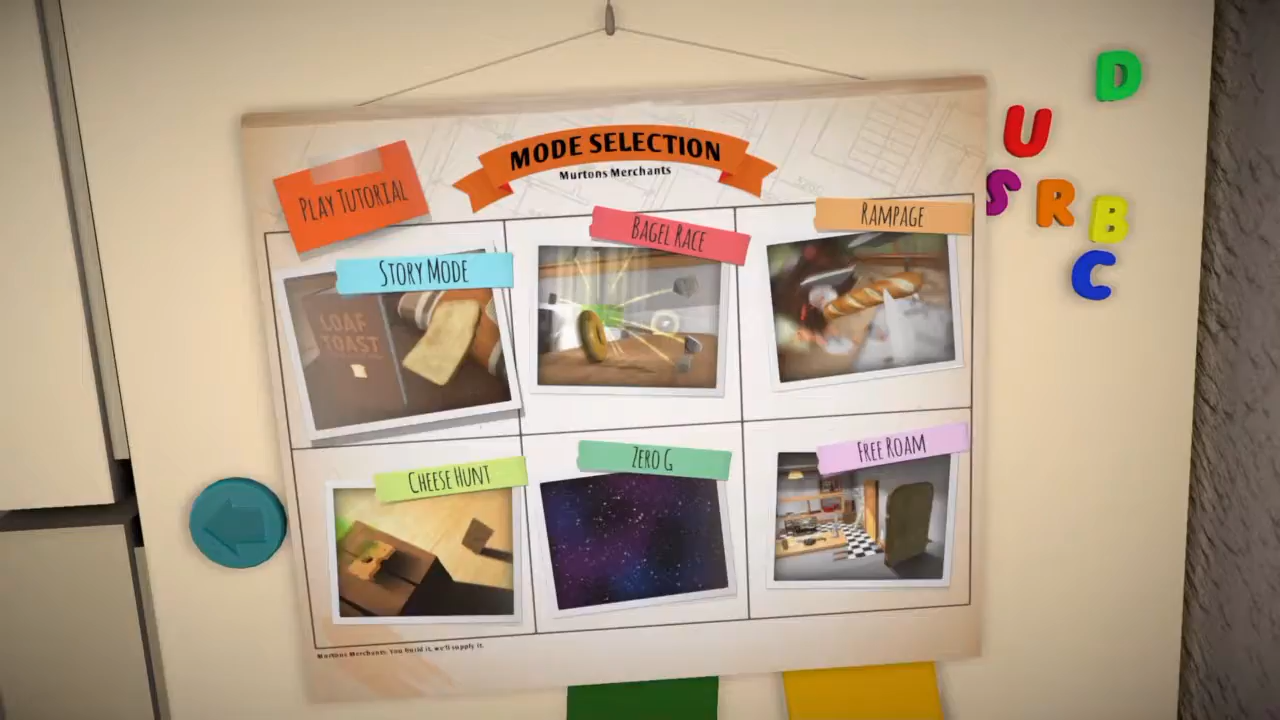 MODE SELECTION
Murtons Merchants
PLAY TUTORIAL
STORY MODE
BAGEL RACE
RAMPAGE
LOAF
TOAST
CHEESE HUNT
ZERO G
FREE ROAM
Murtons Merchants. You build it, we'll supply it.
D
U
S R B
C